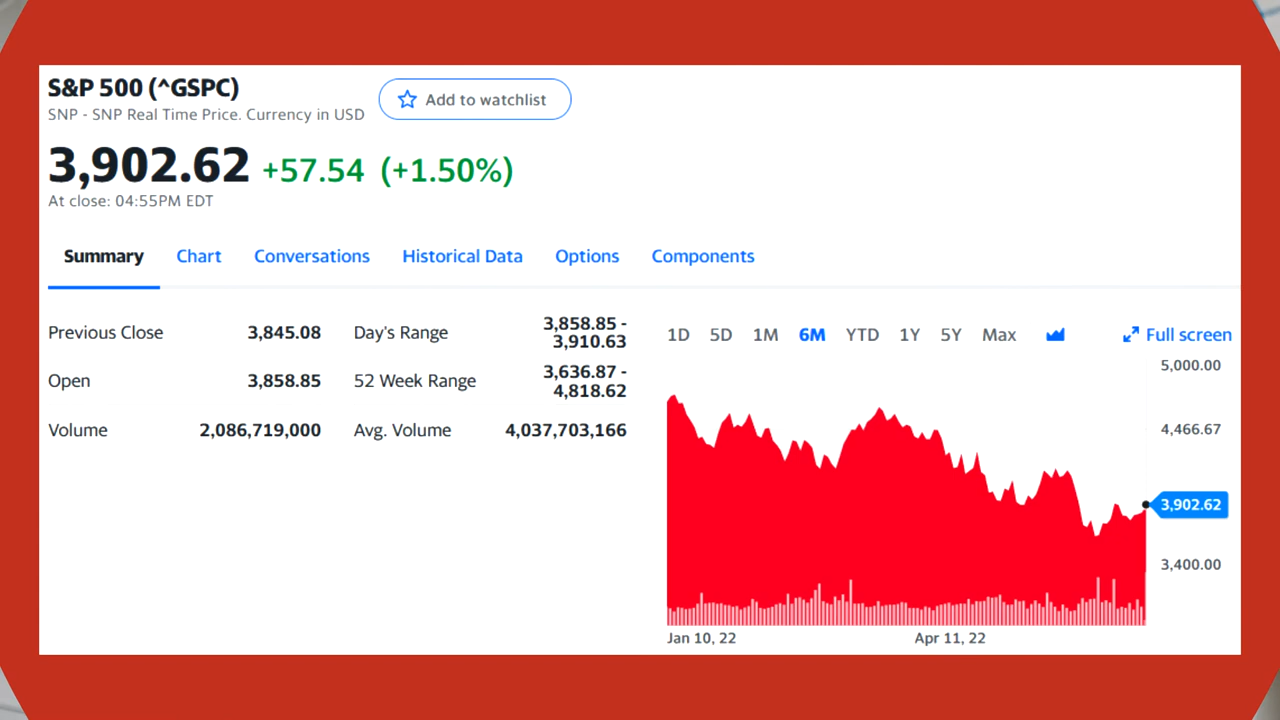 S&P 500 (^GSPC)
Add to watchlist
SNP - SNP Real Time Price. Currency in USD
3,902.62 +57.54 (+1.50%)
At close: 04:55PM EDT
Summary Chart Conversations Historical Data Options Components
Previous Close 3,845.08
Open 3,858.85
Volume 2,086,719,000
Day's Range 3,858.85 -
3,910.63
52 Week Range 3,636.87 -
4,818.62
Avg. Volume 4,037,703,166
1D 5D 1M 6M YTD 1Y 5Y Max Full screen
5,000.00
4,466.67
3,902.62
3,400.00
Jan 10, 22 Apr 11, 22